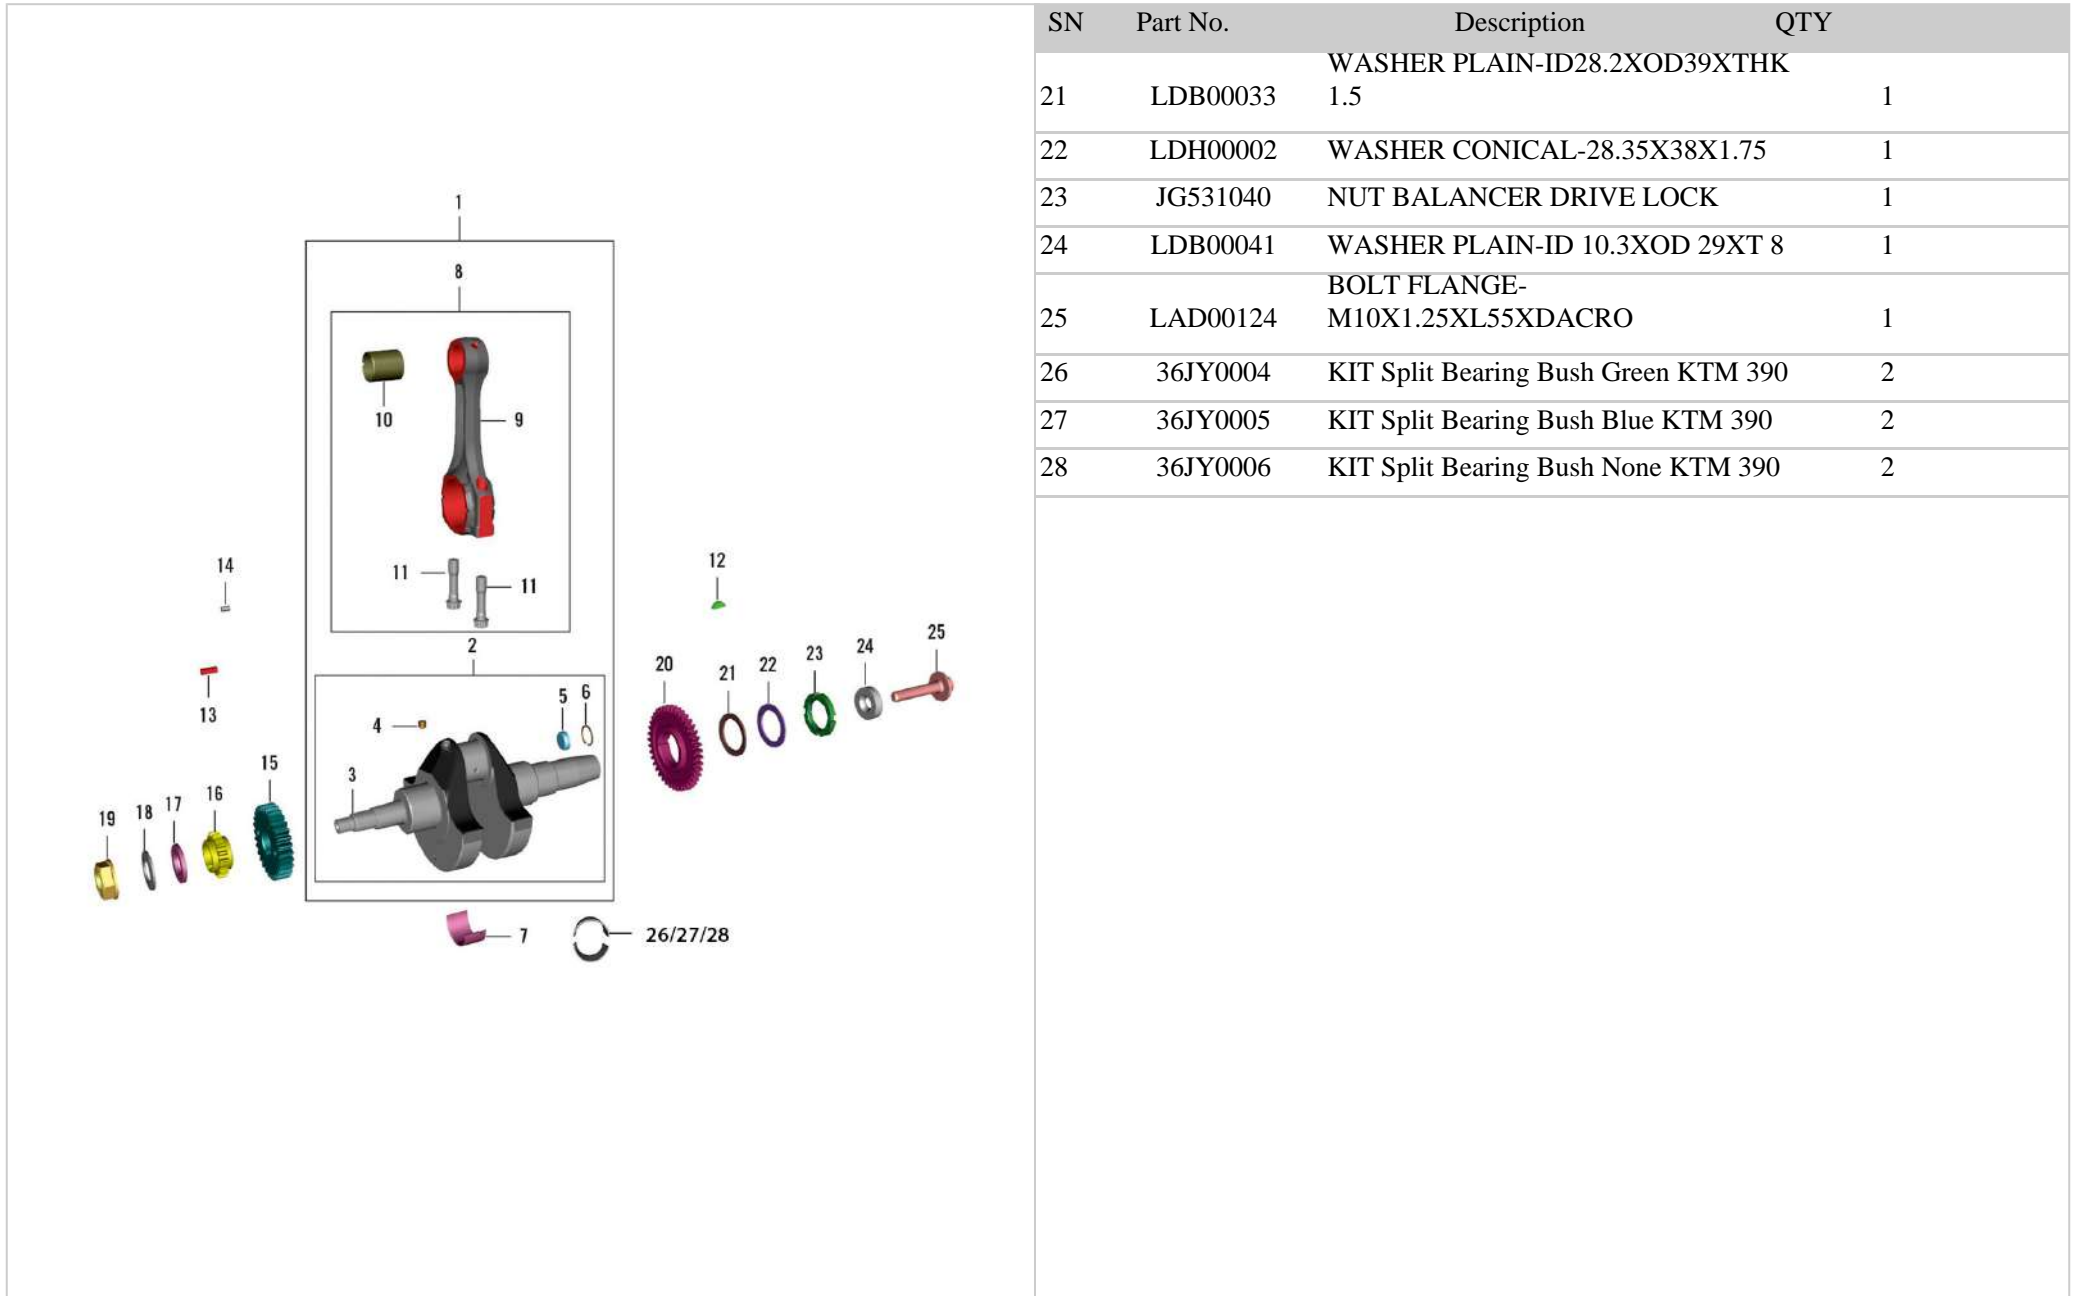 1
8
10
9
11
11
14
13
12
2
4
5
6
3
15
16
17
18
19
20
21
22
23
24
25
7
26/27/28
SN Part No. Description QTY
WASHER PLAIN-ID28.2XOD39XTHK
21 LDB00033 1.5 1
22 LDH00002 WASHER CONICAL-28.35X38X1.75 1
23 JG531040 NUT BALANCER DRIVE LOCK 1
24 LDB00041 WASHER PLAIN-ID 10.3XOD 29XT 8 1
BOLT FLANGE-
25 LAD00124 M10X1.25XL55XDACRO 1
26 36JY0004 KIT Split Bearing Bush Green KTM 390 2
27 36JY0005 KIT Split Bearing Bush Blue KTM 390 2
28 36JY0006 KIT Split Bearing Bush None KTM 390 2